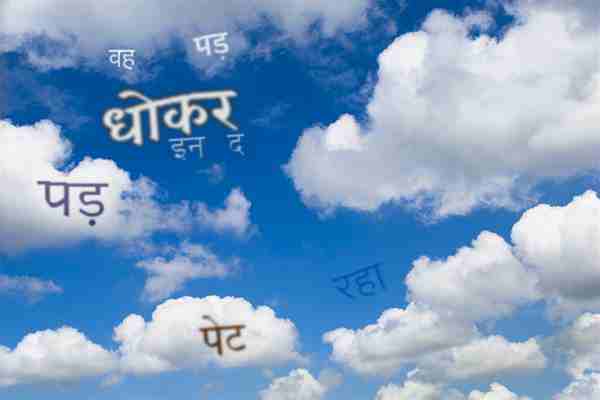 वह पड़
धोकर
इन द
पड़
रहा
पेट